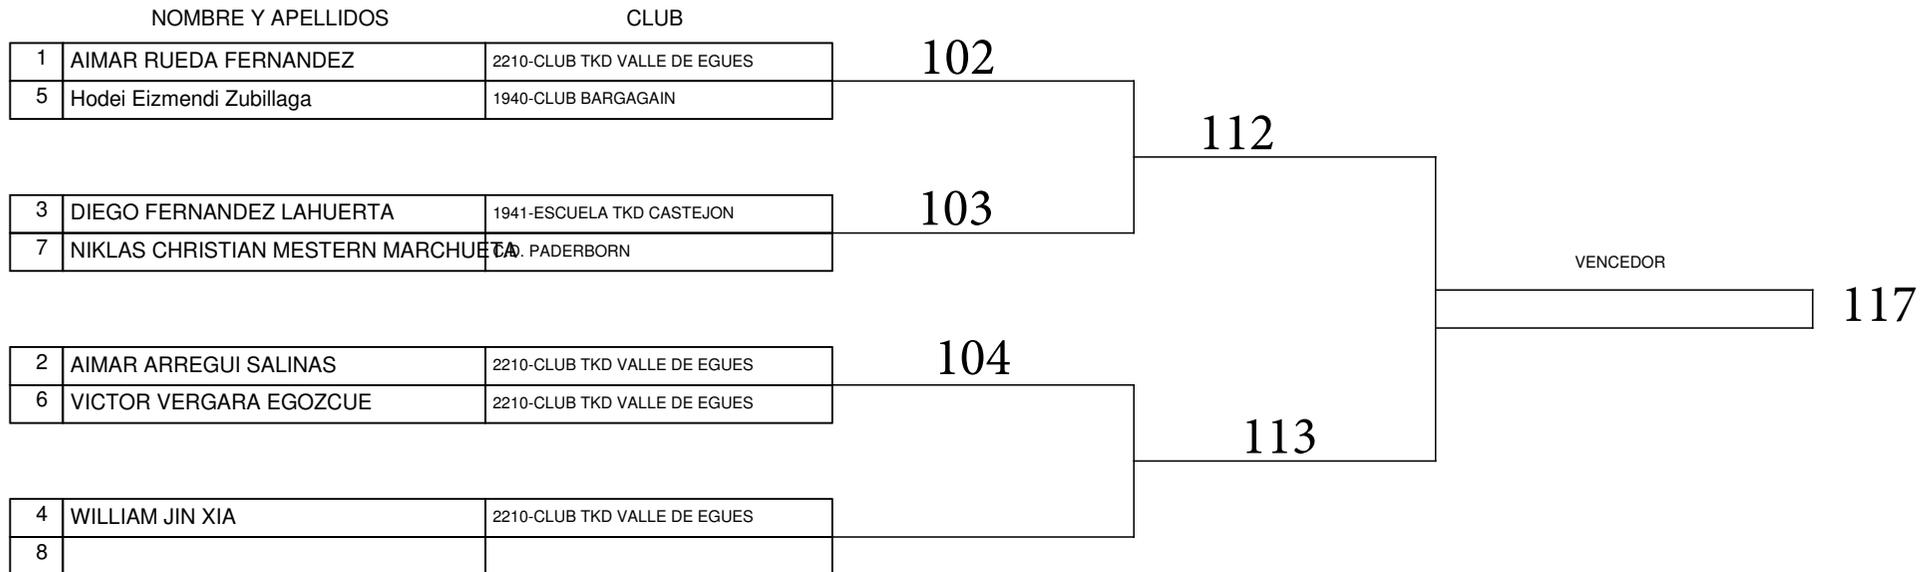 NOMBRE Y APELLIDOS CLUB
1 AIMAR RUEDA FERNANDEZ 2210-CLUB TKD VALLE DE EGUES 102
5 Hodei Eizmendi Zubillaga 1940-CLUB BARGAGAIN
112
3 DIEGO FERNANDEZ LAHUERTA 1941-ESCUELA TKD CASTEJON 103
7 NIKLAS CHRISTIAN MESTERN MARCHUETA C.D. PADERBORN
VENCEDOR
117
2 AIMAR ARREGUI SALINAS 2210-CLUB TKD VALLE DE EGUES 104
6 VICTOR VERGARA EGOZCUE 2210-CLUB TKD VALLE DE EGUES
113
4 WILLIAM JIN XIA 2210-CLUB TKD VALLE DE EGUES
8